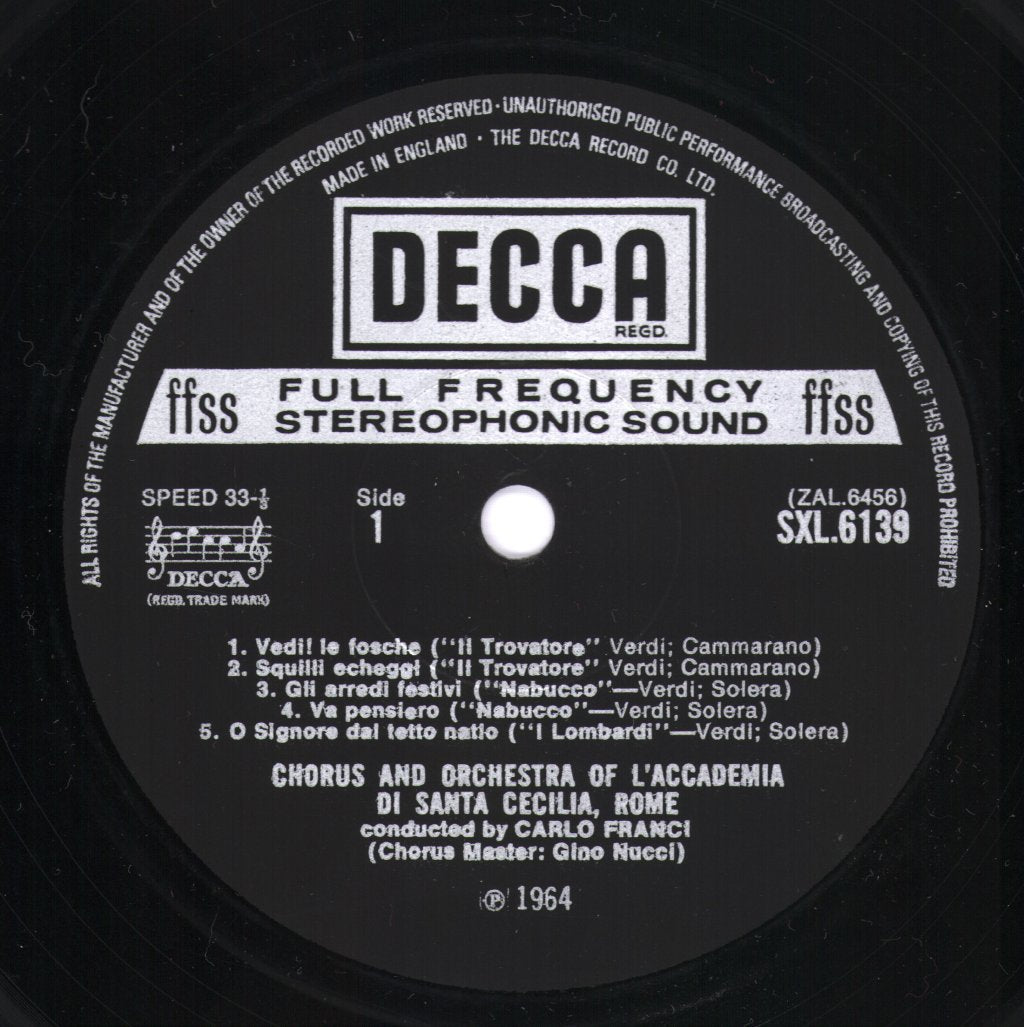 ALL RIGHTS OF THE MANUFACTURER AND OF THE OWNER OF THE RECORDED WORK RESERVED · UNAUTHORISED PUBLIC PERFORMANCE BROADCASTING AND COPYING OF THIS RECORD PROHIBITED
MADE IN ENGLAND · THE DECCA RECORD CO. LTD.
DECCA
REGD.
ffss FULL FREQUENCY ffss
STEREOPHONIC SOUND
SPEED 33-⅓
Side
1
(ZAL.6456)
SXL.6139
DECCA
(REGD. TRADE MARK)
1. Vedi! le fosche (“Il Trovatore” Verdi; Cammarano)
2. Squilli echeggi (“Il Trovatore” Verdi; Cammarano)
3. Gli arredi festivi (“Nabucco”—Verdi; Solera)
4. Va pensiero (“Nabucco”—Verdi; Solera)
5. O Signore dal tetto natio (“I Lombardi”—Verdi; Solera)
CHORUS AND ORCHESTRA OF L'ACCADEMIA
DI SANTA CECILIA, ROME
conducted by CARLO FRANCI
(Chorus Master: Gino Nucci)
℗ 1964